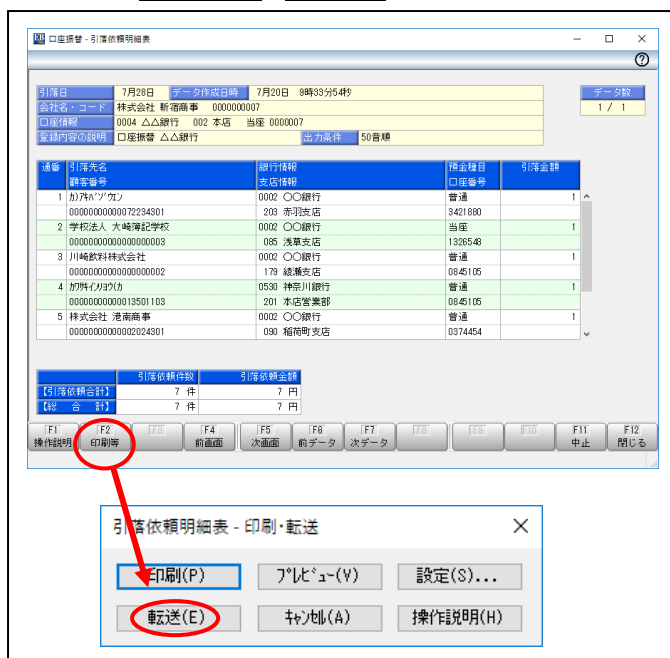 口座振替 - 引落依頼明細表
引落日 7月28日 データ作成日時 7月20日 9時33分54秒 データ数
会社名・コード 株式会社 新宿商事 0000000007 1 / 1
口座情報 0004 △△銀行 002 本店 当座 0000007
登録内容の説明 口座振替 △△銀行 出力条件 50音順
通番 引落先名 銀行情報 預金種目 引落金額
顧客番号 支店情報 口座番号
1 カ)アキバソﾞウエン 0002 〇〇銀行 普通 1
00000000000072234301 203 赤羽支店 3421880
2 学校法人 大崎簿記学校 0002 〇〇銀行 当座 1
00000000000000000003 085 浅草支店 1326548
3 川崎飲料株式会社 0002 〇〇銀行 普通 1
00000000000000000002 179 綾瀬支店 0845105
4 0530 神奈川銀行 普通 1
00000000000013501103 201 本店営業部 0845105
5 株式会社 港南商事 0002 〇〇銀行 普通 1
00000000000002024301 090 稲荷町支店 0374454
引落依頼件数 引落依頼金額
【引落依頼合計】 7 件 7 円
【総 合 計】 7 件 7 円
F1 F2 F3 F4 F5 F6 F7 F8 F9 F10 F11 F12
操作説明 印刷等 前画面 次画面 前データ 次データ 中止 閉じる
引落依頼明細表 - 印刷・転送
印刷(P) ﾌﾟﾚﾋﾞｭｰ(V) 設定(S)...
転送(E) ｷｬﾝｾﾙ(A) 操作説明(H)